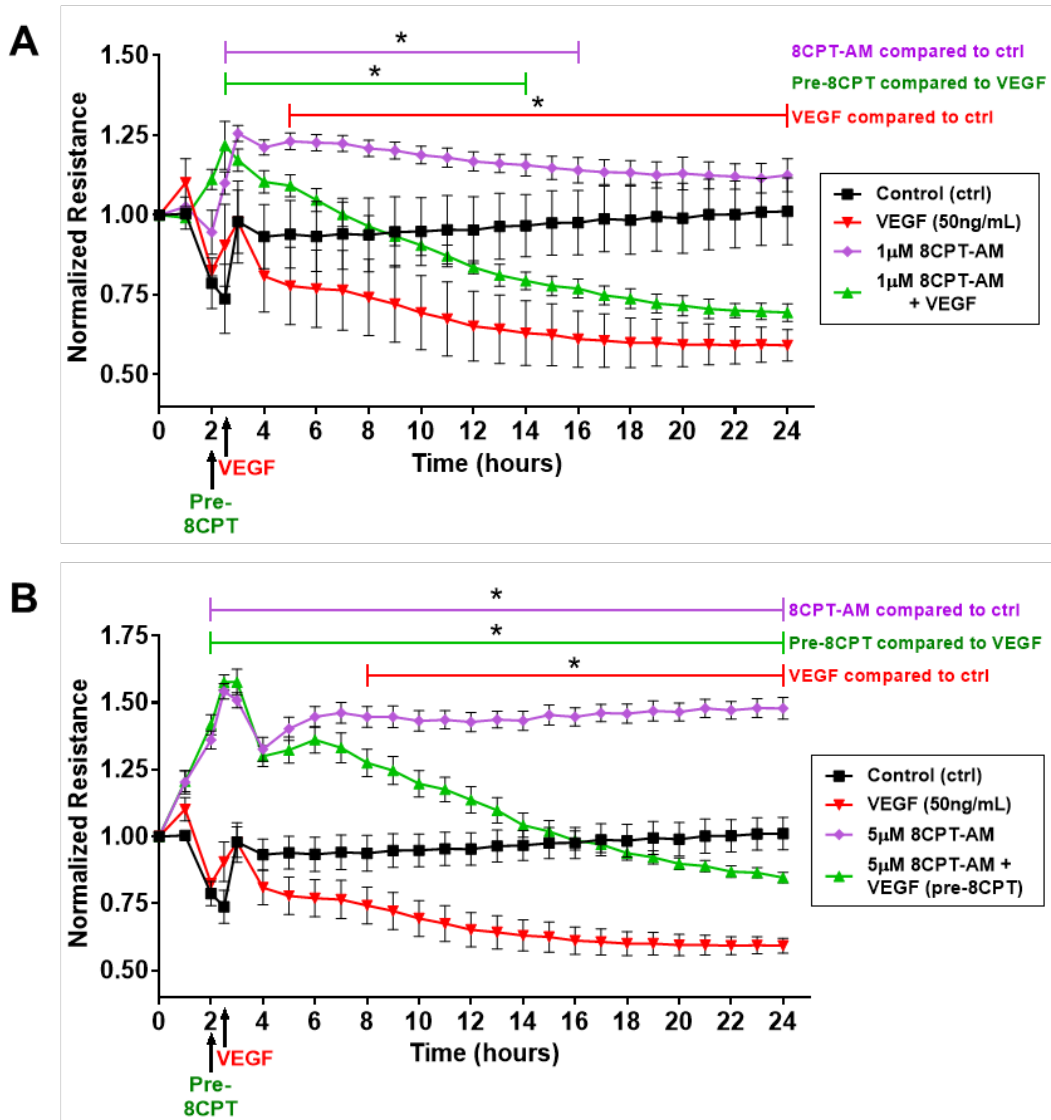 A
8CPT-AM compared to ctrl
Pre-8CPT compared to VEGF
VEGF compared to ctrl
*
*
*
1.50
1.25
1.00
0.75
0.50
Normalized Resistance
Control (ctrl)
VEGF (50ng/mL)
1μM 8CPT-AM
1μM 8CPT-AM
+ VEGF
0 2 4 6 8 10 12 14 16 18 20 22 24
Time (hours)
VEGF
Pre-
8CPT
B
8CPT-AM compared to ctrl
Pre-8CPT compared to VEGF
VEGF compared to ctrl
*
*
*
1.75
1.50
1.25
1.00
0.75
0.50
Normalized Resistance
Control (ctrl)
VEGF (50ng/mL)
5μM 8CPT-AM
5μM 8CPT-AM +
VEGF (pre-8CPT)
0 2 4 6 8 10 12 14 16 18 20 22 24
Time (hours)
VEGF
Pre-
8CPT